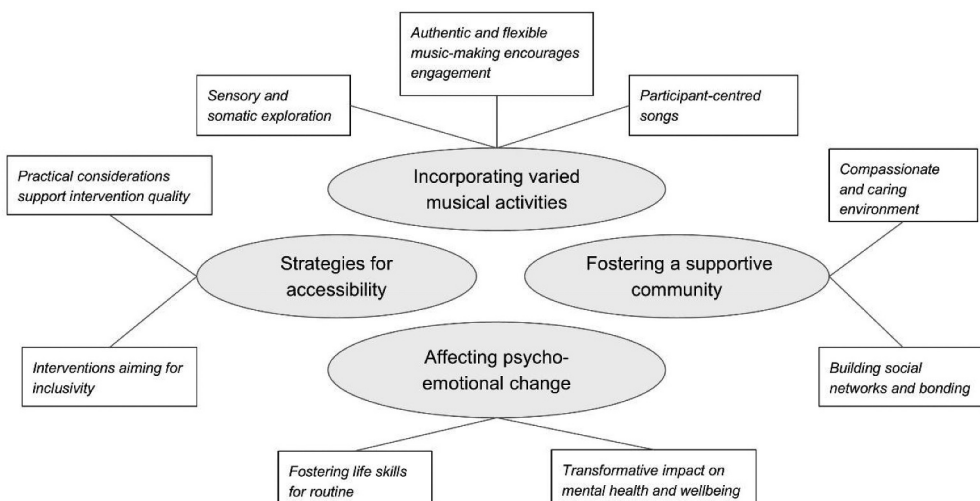 Authentic and flexible
music-making encourages
engagement
Sensory and
somatic exploration
Participant-centred
songs
Practical considerations
support intervention quality
Incorporating varied
musical activities
Compassionate
and caring
environment
Strategies for
accessibility
Fostering a supportive
community
Interventions aiming for
inclusivity
Affecting psycho-
emotional change
Building social
networks and bonding
Fostering life skills
for routine
Transformative impact on
mental health and wellbeing